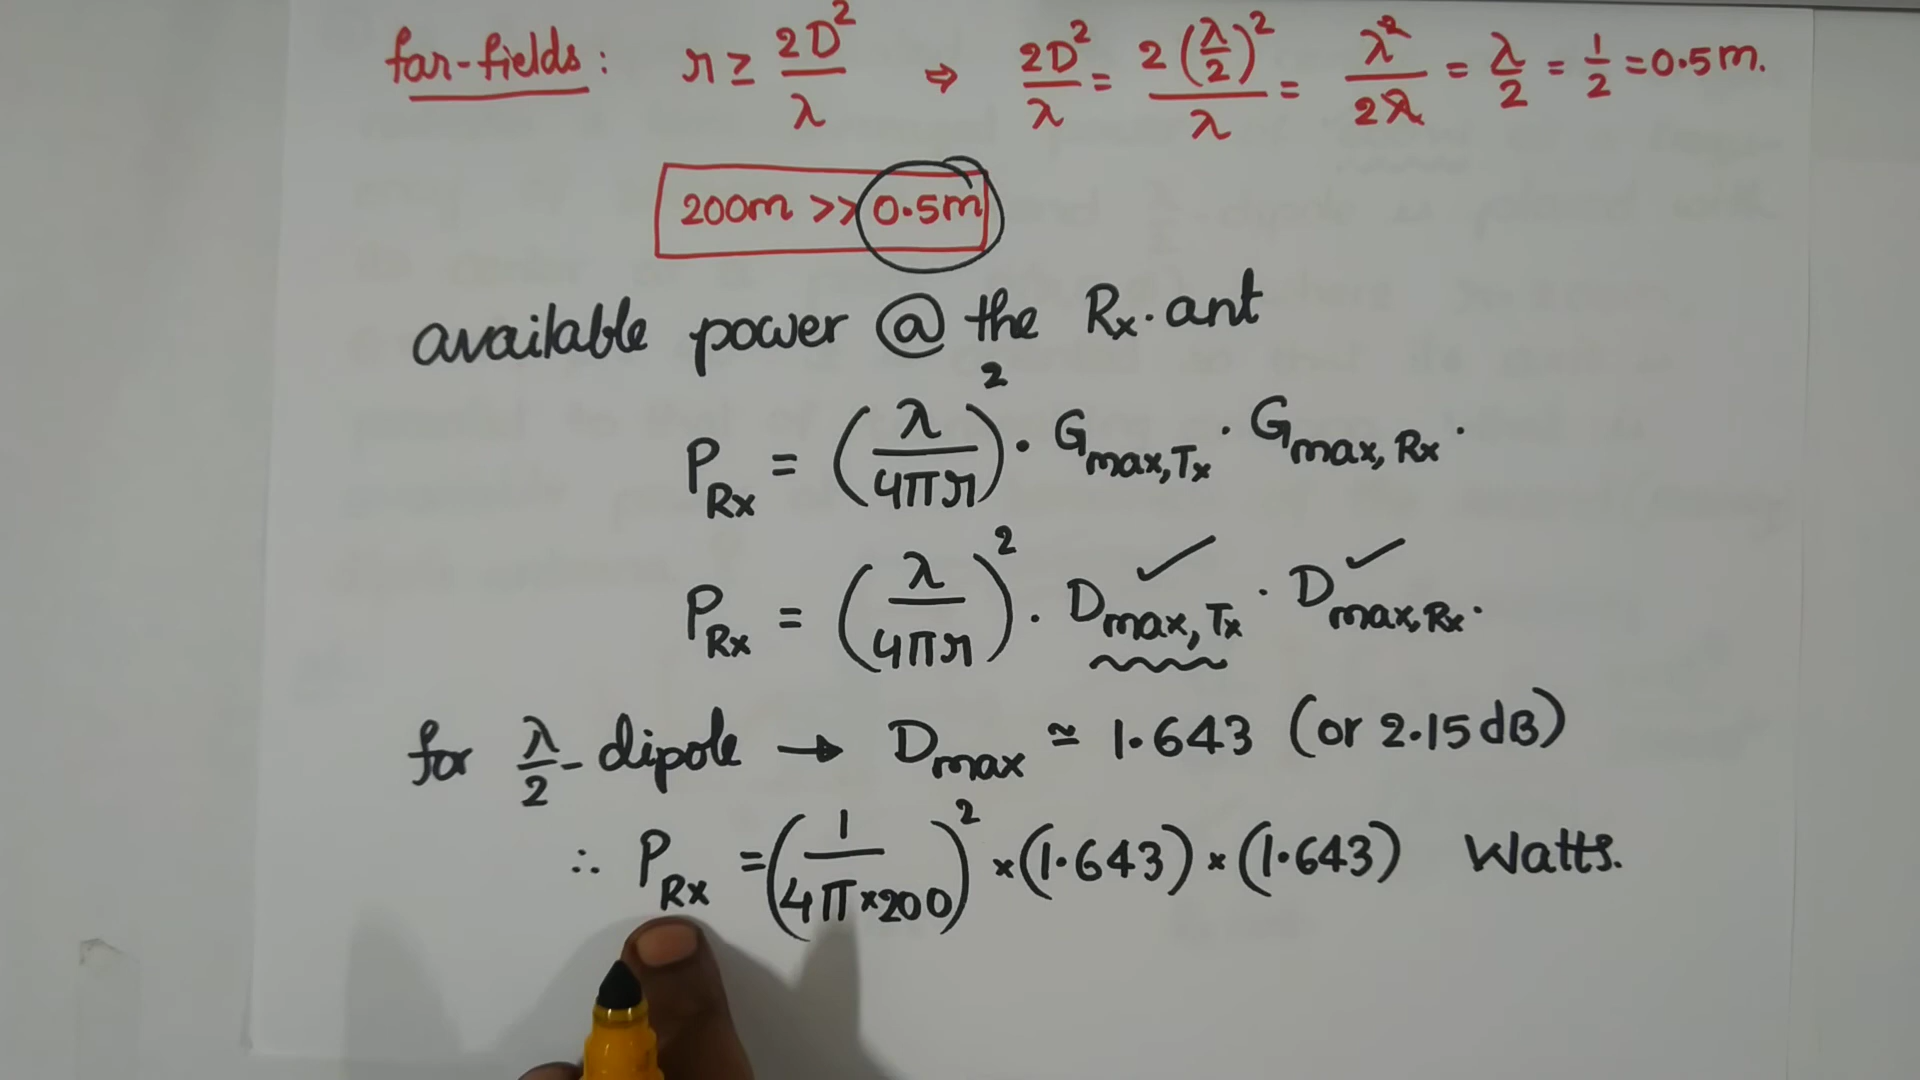 far-fields: r ≥ 2D²/λ ⇒ 2D²/λ = 2(λ/2)²/λ = λ²/2λ = λ/2 = 1/2 = 0.5m.
200m >> 0.5m
available power @ the Rx. ant
P_Rx = (λ/4πr)² · G_max,Tx · G_max,Rx.
P_Rx = (λ/4πr)² · D_max,Tx · D_max,Rx.
for λ/2 - dipole → D_max ≃ 1.643 (or 2.15 dB)
∴ P_Rx = (1/4π×200)² × (1.643) × (1.643) Watts.